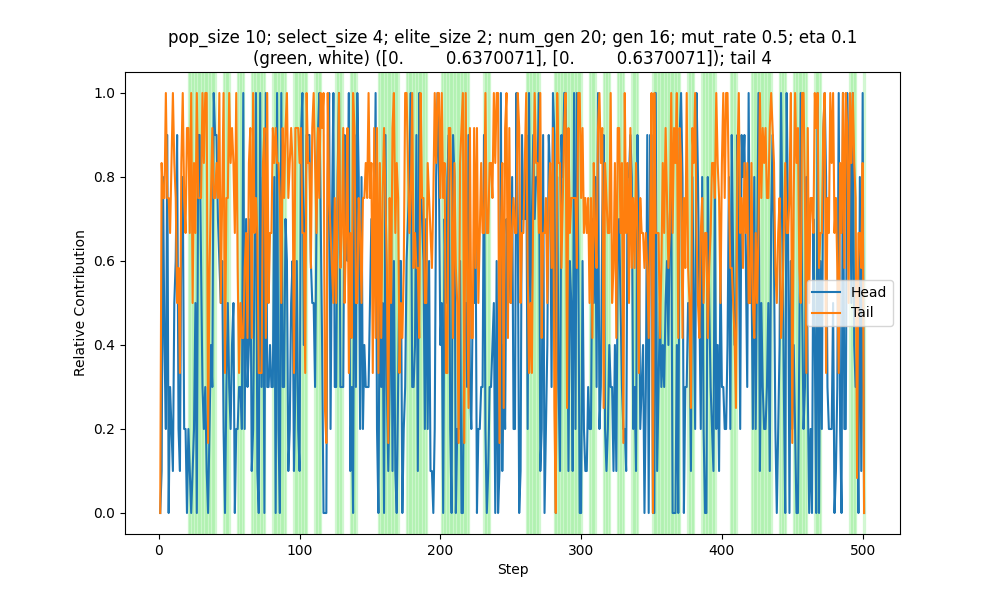 pop_size 10; select_size 4; elite_size 2; num_gen 20; gen 16; mut_rate 0.5; eta 0.1
(green, white) ([0.         0.6370071], [0.         0.6370071]); tail 4
1.0
0.8
0.6
0.4
0.2
0.0
Relative Contribution
Head
Tail
0
100
200
300
400
500
Step